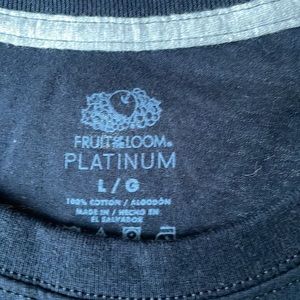 FRUIT OF THE LOOM®
PLATINUM
L / G
100% COTTON / ALGODÓN
MADE IN / HECHO EN
EL SALVADOR